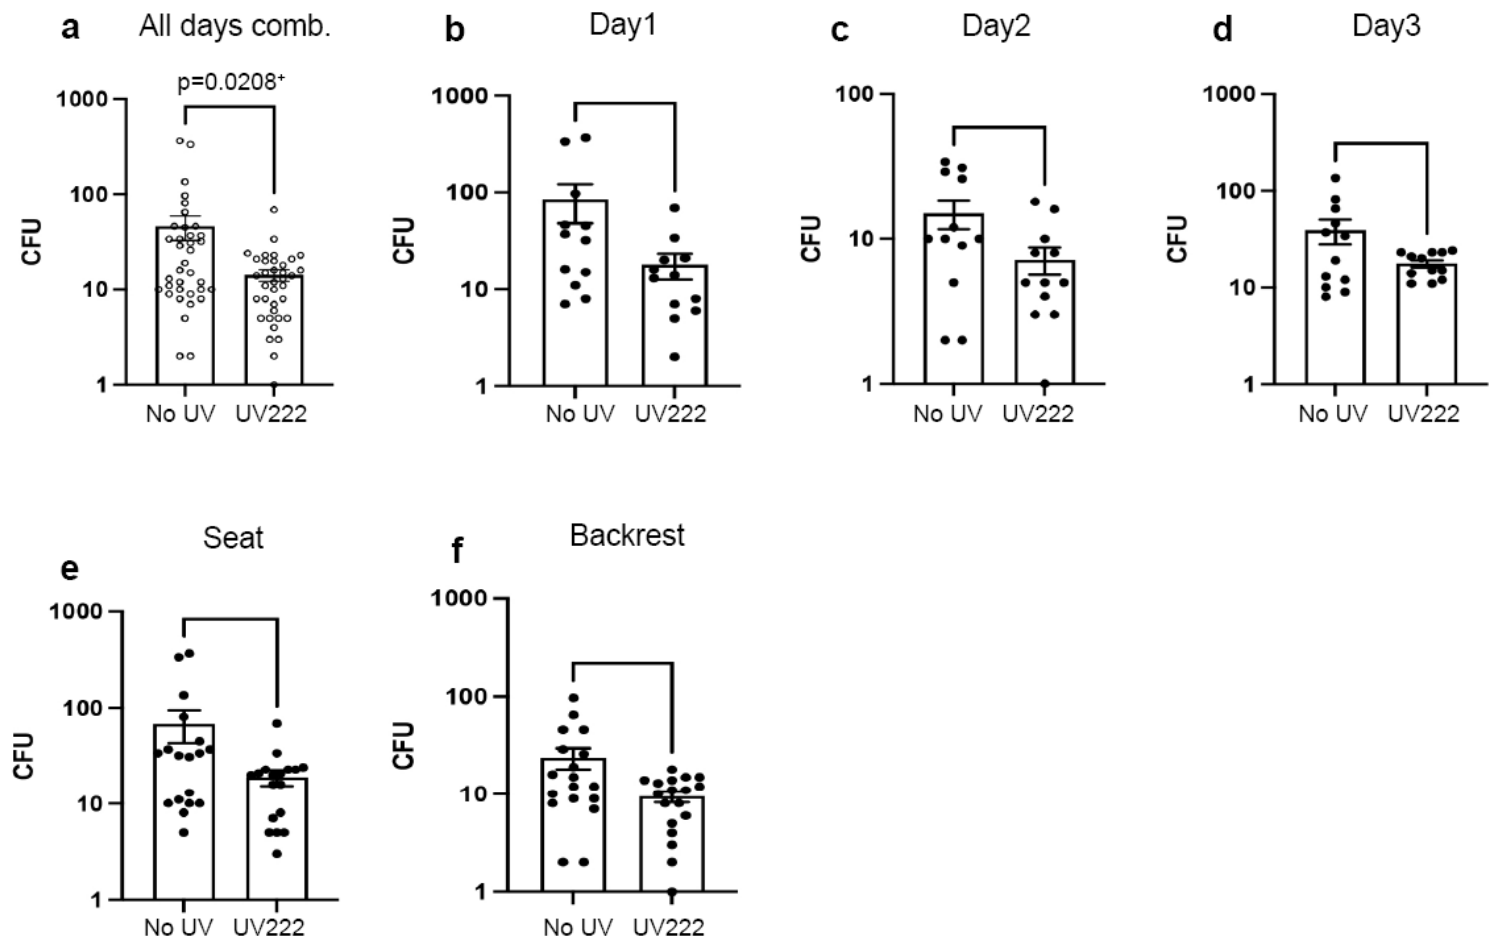 a All days comb.
p=0.0208+
1000
100
10
1
CFU
No UV UV222
b Day1
1000
100
10
1
CFU
No UV UV222
c Day2
100
10
1
CFU
No UV UV222
d Day3
1000
100
10
1
CFU
No UV UV222
e Seat
1000
100
10
1
CFU
No UV UV222
f Backrest
1000
100
10
1
CFU
No UV UV222